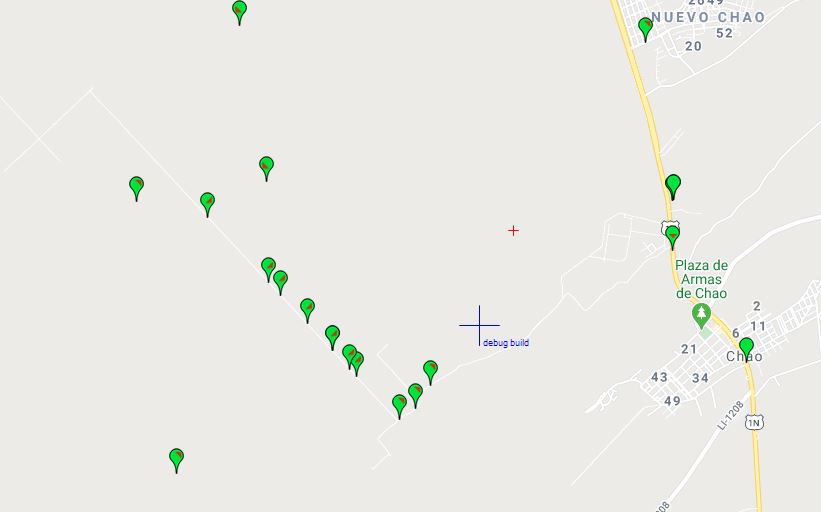 2849
NUEVO CHAO
52
20
Plaza de
Armas
de Chao
2
6
11
21
Chao
43
34
49
debug build
LI-1208
1N